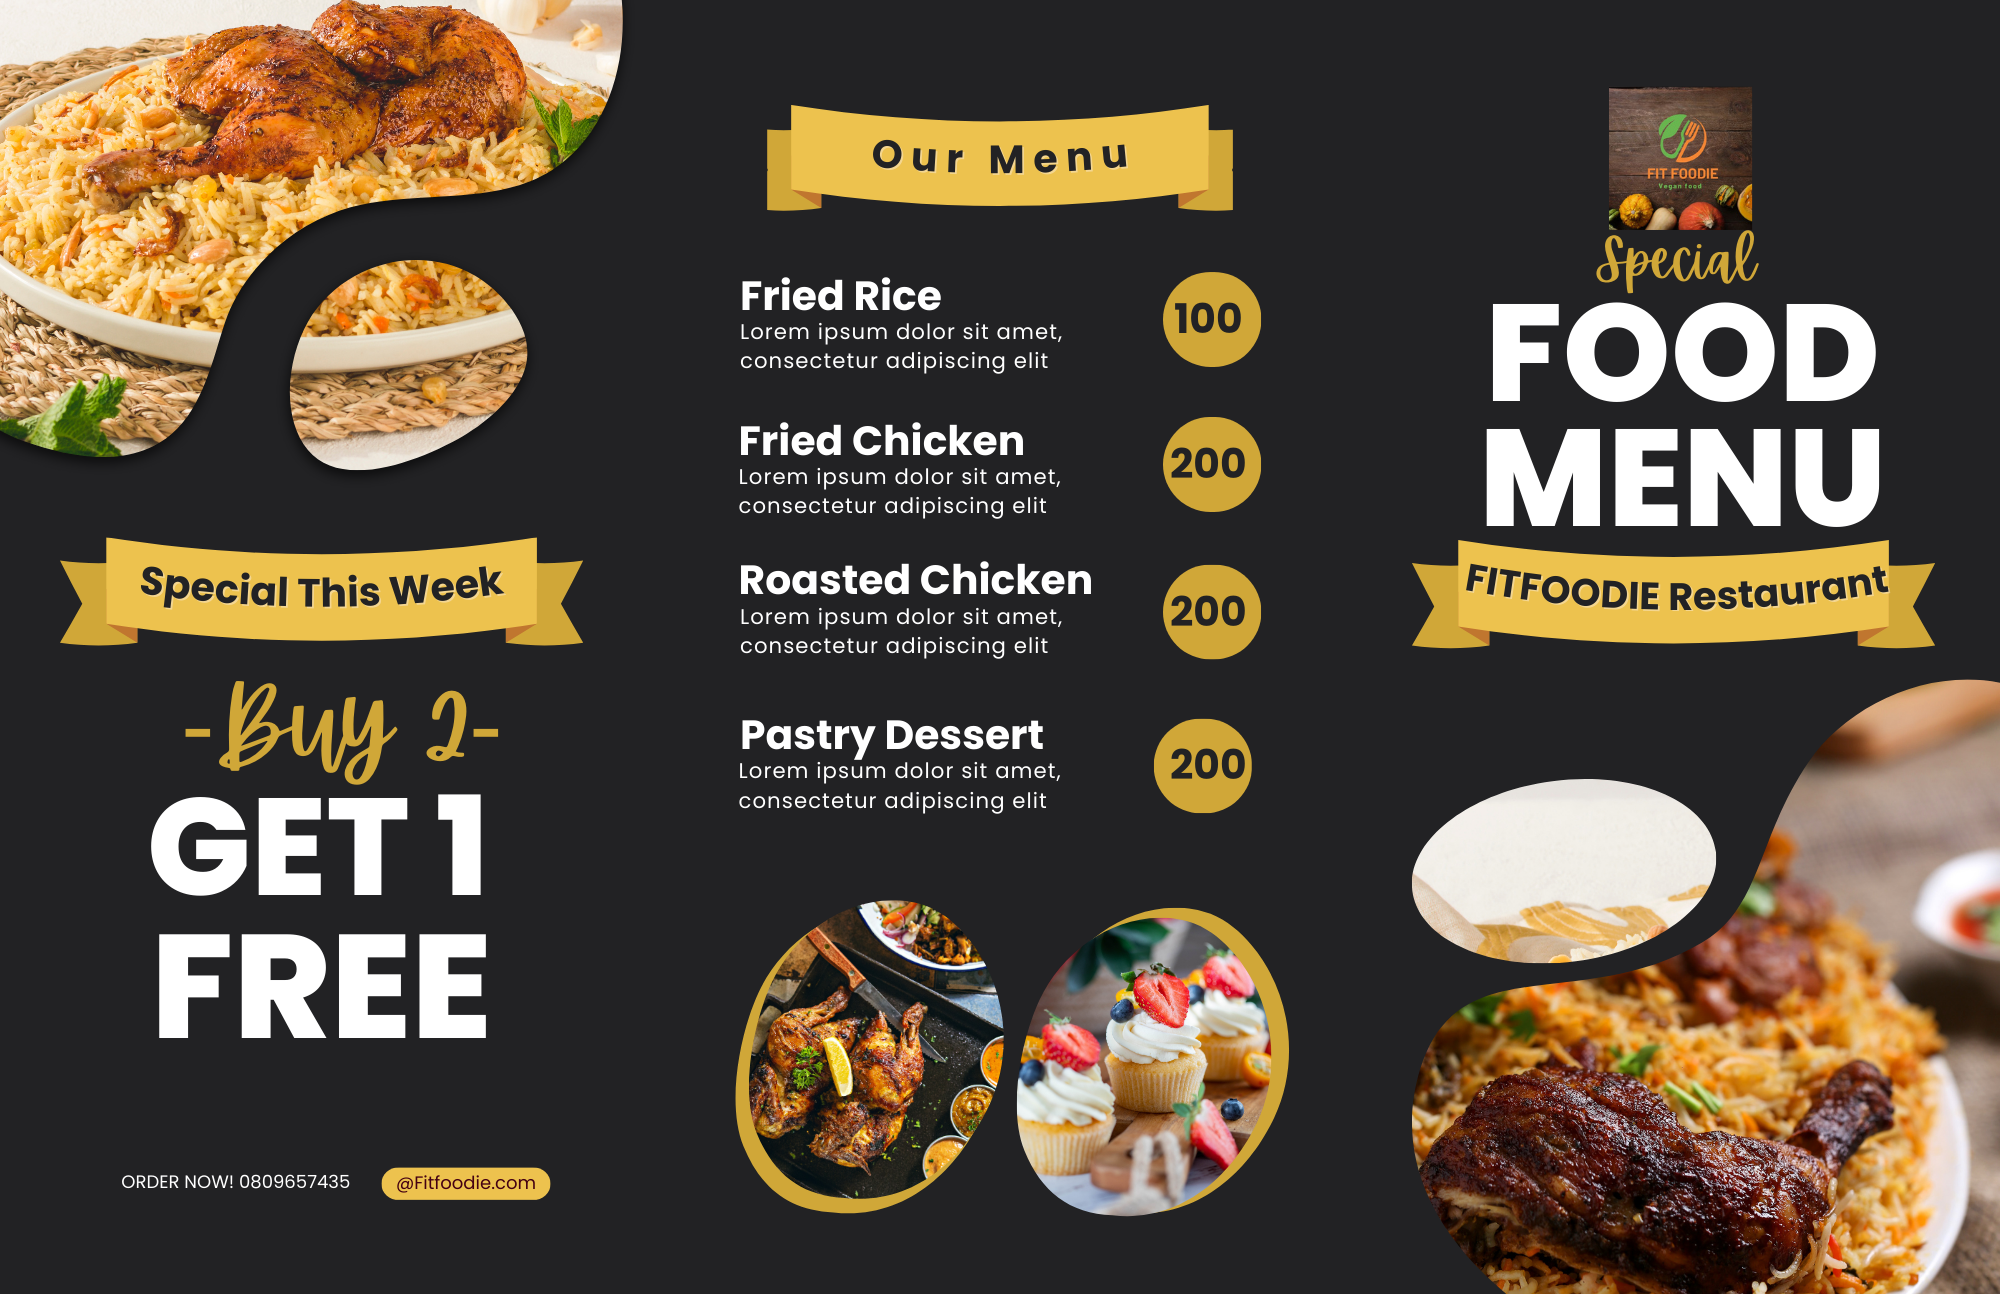 Special This Week
-Buy 2-
GET 1
FREE
ORDER NOW! 0809657435
@Fitfoodie.com
Our Menu
Fried Rice
Lorem ipsum dolor sit amet,
consectetur adipiscing elit
100
Fried Chicken
Lorem ipsum dolor sit amet,
consectetur adipiscing elit
200
Roasted Chicken
Lorem ipsum dolor sit amet,
consectetur adipiscing elit
200
Pastry Dessert
Lorem ipsum dolor sit amet,
consectetur adipiscing elit
200
FIT FOODIE
Vegan food
Special
FOOD
MENU
FITFOODIE Restaurant